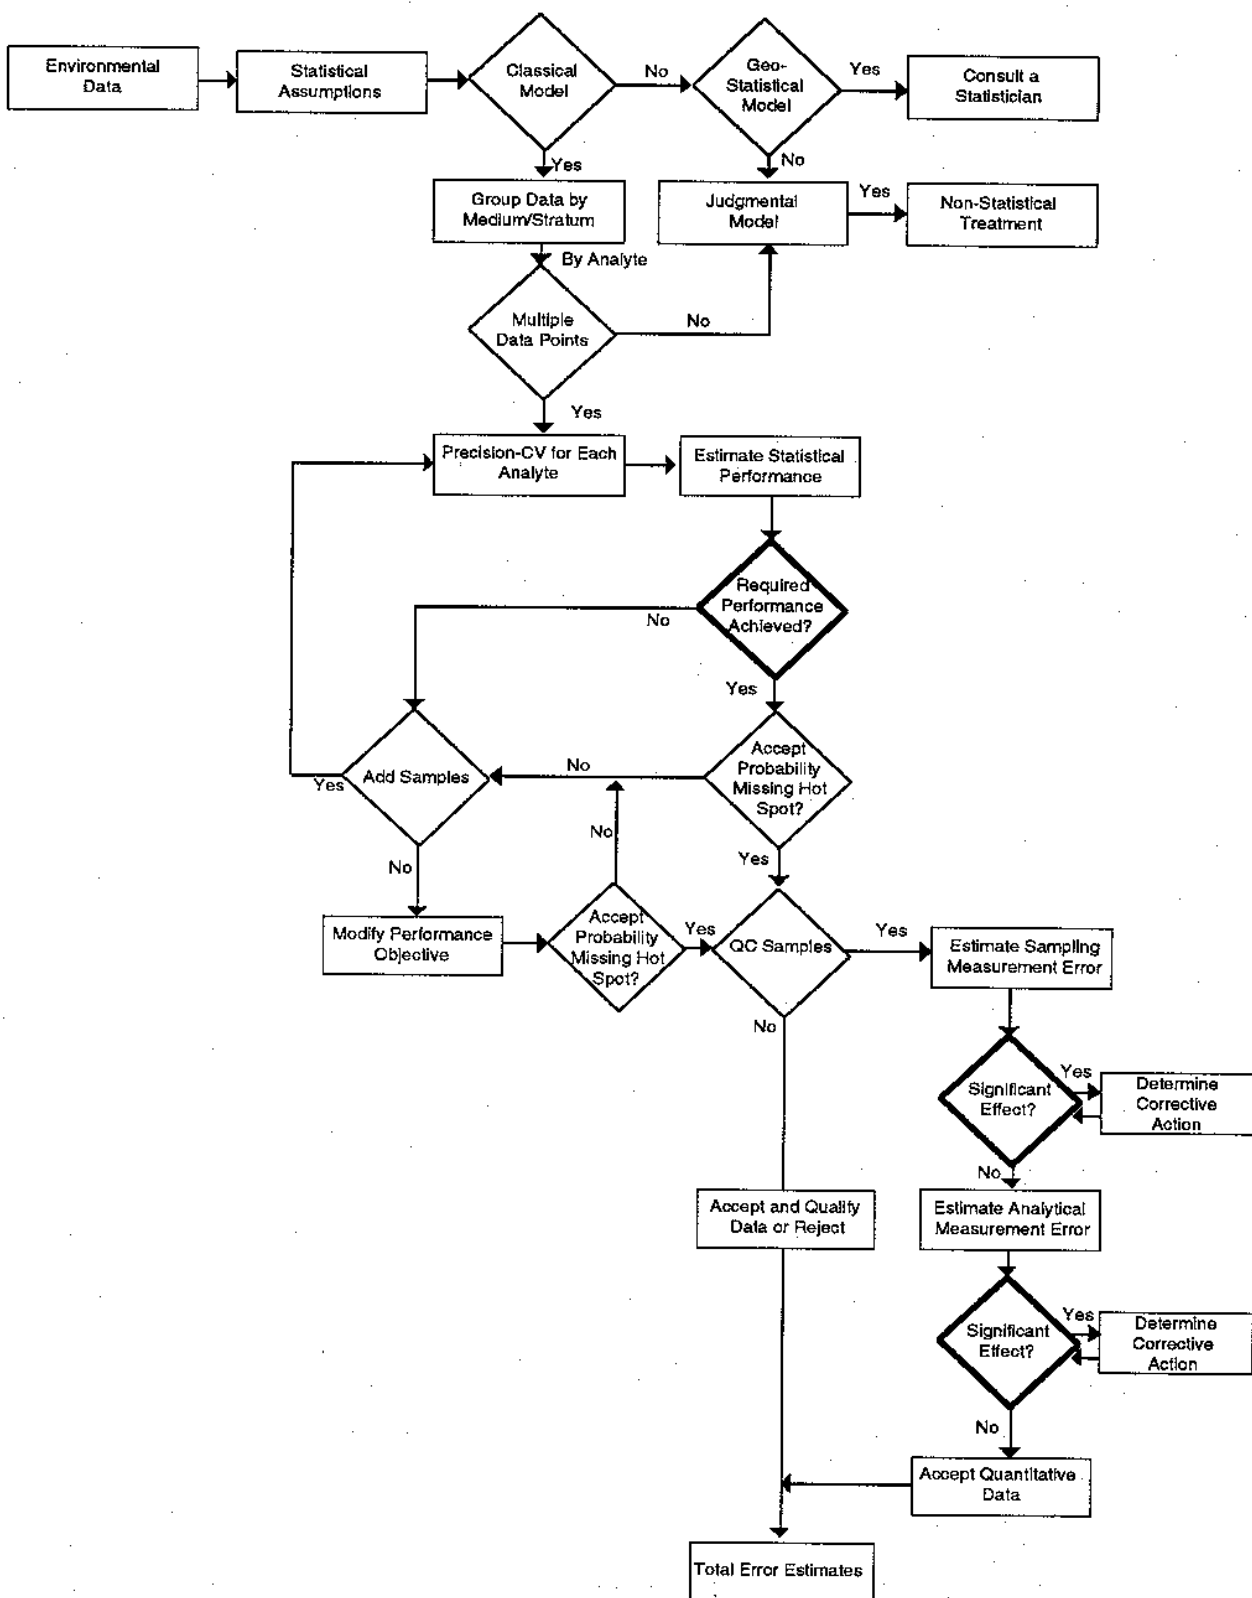 Environmental
Data
Statistical
Assumptions
Classical
Model
No
Geo-
Statistical
Model
Yes
Consult a
Statistician
Yes
No
Group Data by
Medium/Stratum
Judgmental
Model
Yes
Non-Statistical
Treatment
By Analyte
Multiple
Data Points
No
Yes
Precision-CV for Each
Analyte
Estimate Statistical
Performance
Required
Performance
Achieved?
No
Yes
Add Samples
Yes
No
Accept
Probability
Missing Hot
Spot?
No
No
Yes
Modify Performance
Objective
Accept
Probability
Missing Hot
Spot?
Yes
QC Samples
Yes
Estimate Sampling
Measurement Error
No
Significant
Effect?
Yes
Determine
Corrective
Action
No
Accept and Qualify
Data or Reject
Estimate Analytical
Measurement Error
Significant
Effect?
Yes
Determine
Corrective
Action
No
Accept Quantitative
Data
Total Error Estimates